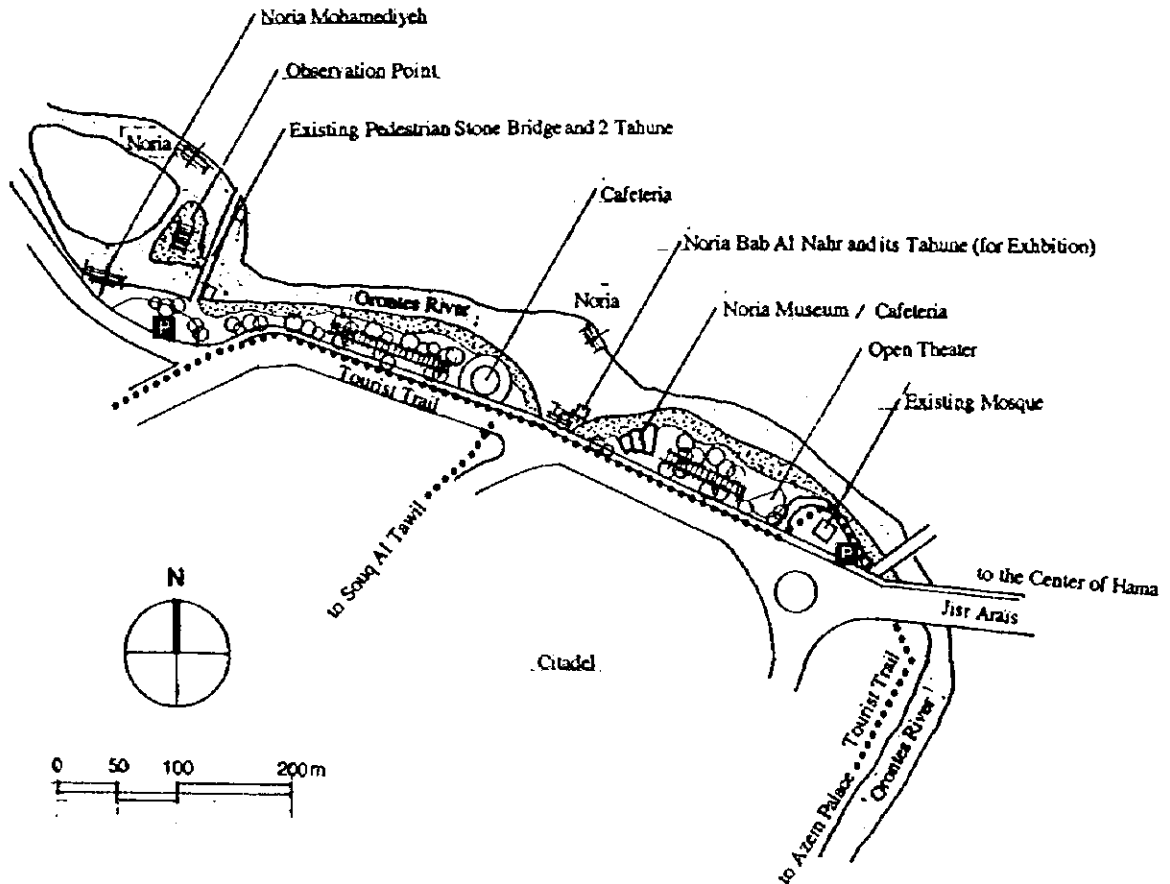 Noria Mohamediyeh
Observation Point
Existing Pedestrian Stone Bridge and 2 Tahune
Noria
Cafeteria
Noria Bab Al Nahr and its Tahune (for Exhbition)
Orontes River
Noria
Noria Museum / Cafeteria
Open Theater
Existing Mosque
P
Tourist Trail
to Souq Al Tawil
P
to the Center of Hama
Jisr Arais
N
Citadel
Tourist Trail
Orontes River
to Azem Palace
0 50 100 200m